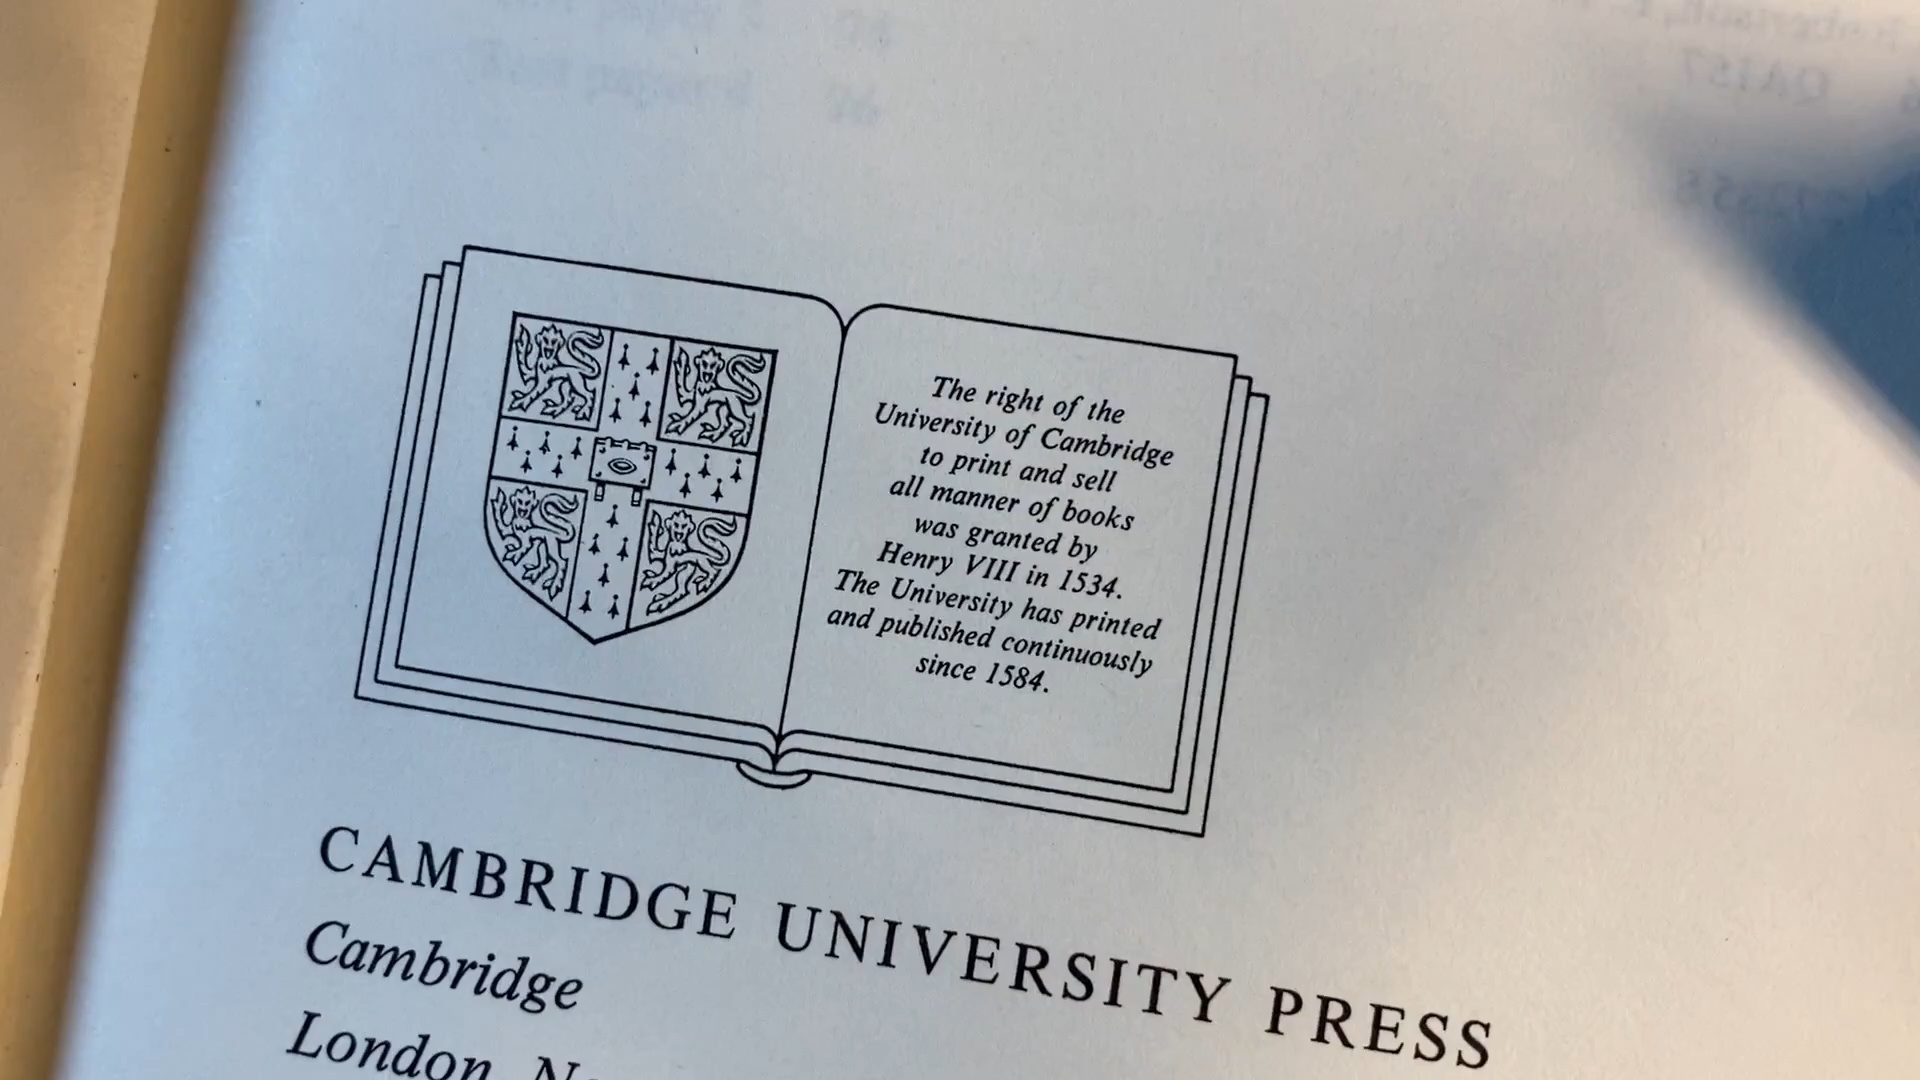 The right of the
University of Cambridge
to print and sell
all manner of books
was granted by
Henry VIII in 1534.
The University has printed
and published continuously
since 1584.
CAMBRIDGE UNIVERSITY PRESS
Cambridge
London